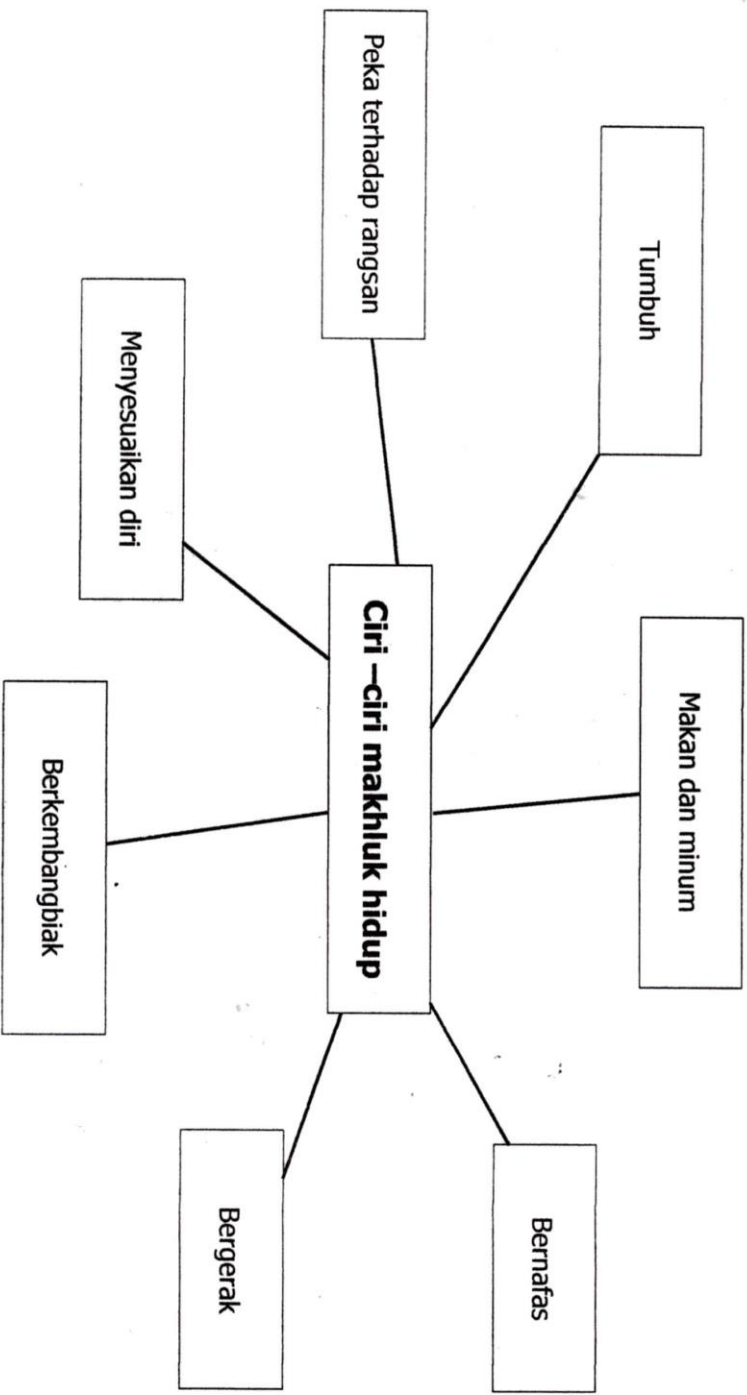 Tumbuh
Makan dan minum
Bernafas
Peka terhadap rangsan
Ciri –ciri makhluk hidup
Menyesuaikan diri
Berkembangbiak
Bergerak